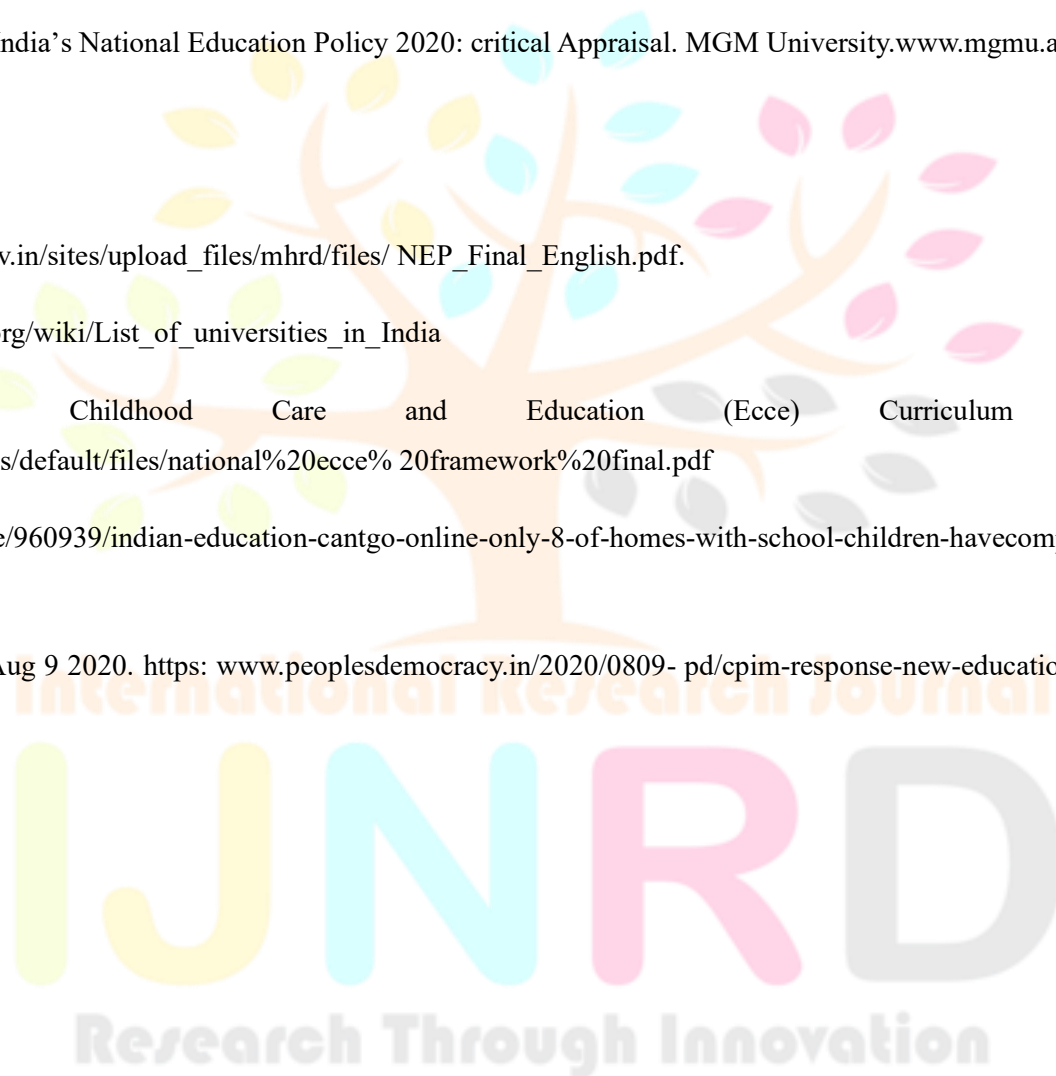 India's National Education Policy 2020: critical Appraisal. MGM University.www.mgmu.a
v.in/sites/upload_files/mhrd/files/ NEP_Final_English.pdf.
rg/wiki/List_of_universities_in_India
Childhood Care and Education (Ecce) Curriculum
s/default/files/national%20ecce% 20framework%20final.pdf
e/960939/indian-education-cantgo-online-only-8-of-homes-with-school-children-havecom
Aug 9 2020. https: www.peoplesdemocracy.in/2020/0809- pd/cpim-response-new-educatio
International Research Journal
IJNRD
Research Through Innovation